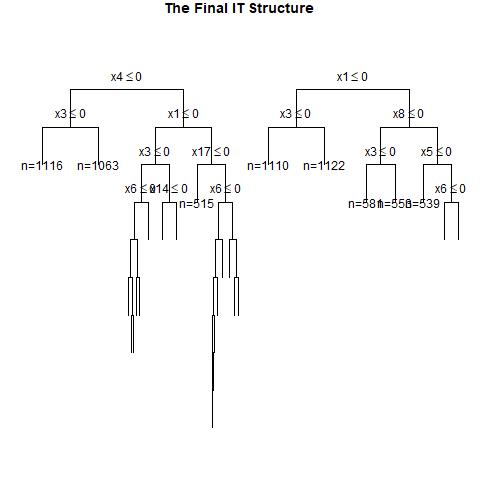 The Final IT Structure
x4 ≤ 0
x1 ≤ 0
x3 ≤ 0
x1 ≤ 0
x3 ≤ 0
x8 ≤ 0
n=1116
n=1063
x3 ≤ 0
x17 ≤ 0
n=1110
n=1122
x3 ≤ 0
x5 ≤ 0
x6 ≤ 0
x14 ≤ 0
n=515
x6 ≤ 0
n=581
n=553
n=539
x6 ≤ 0